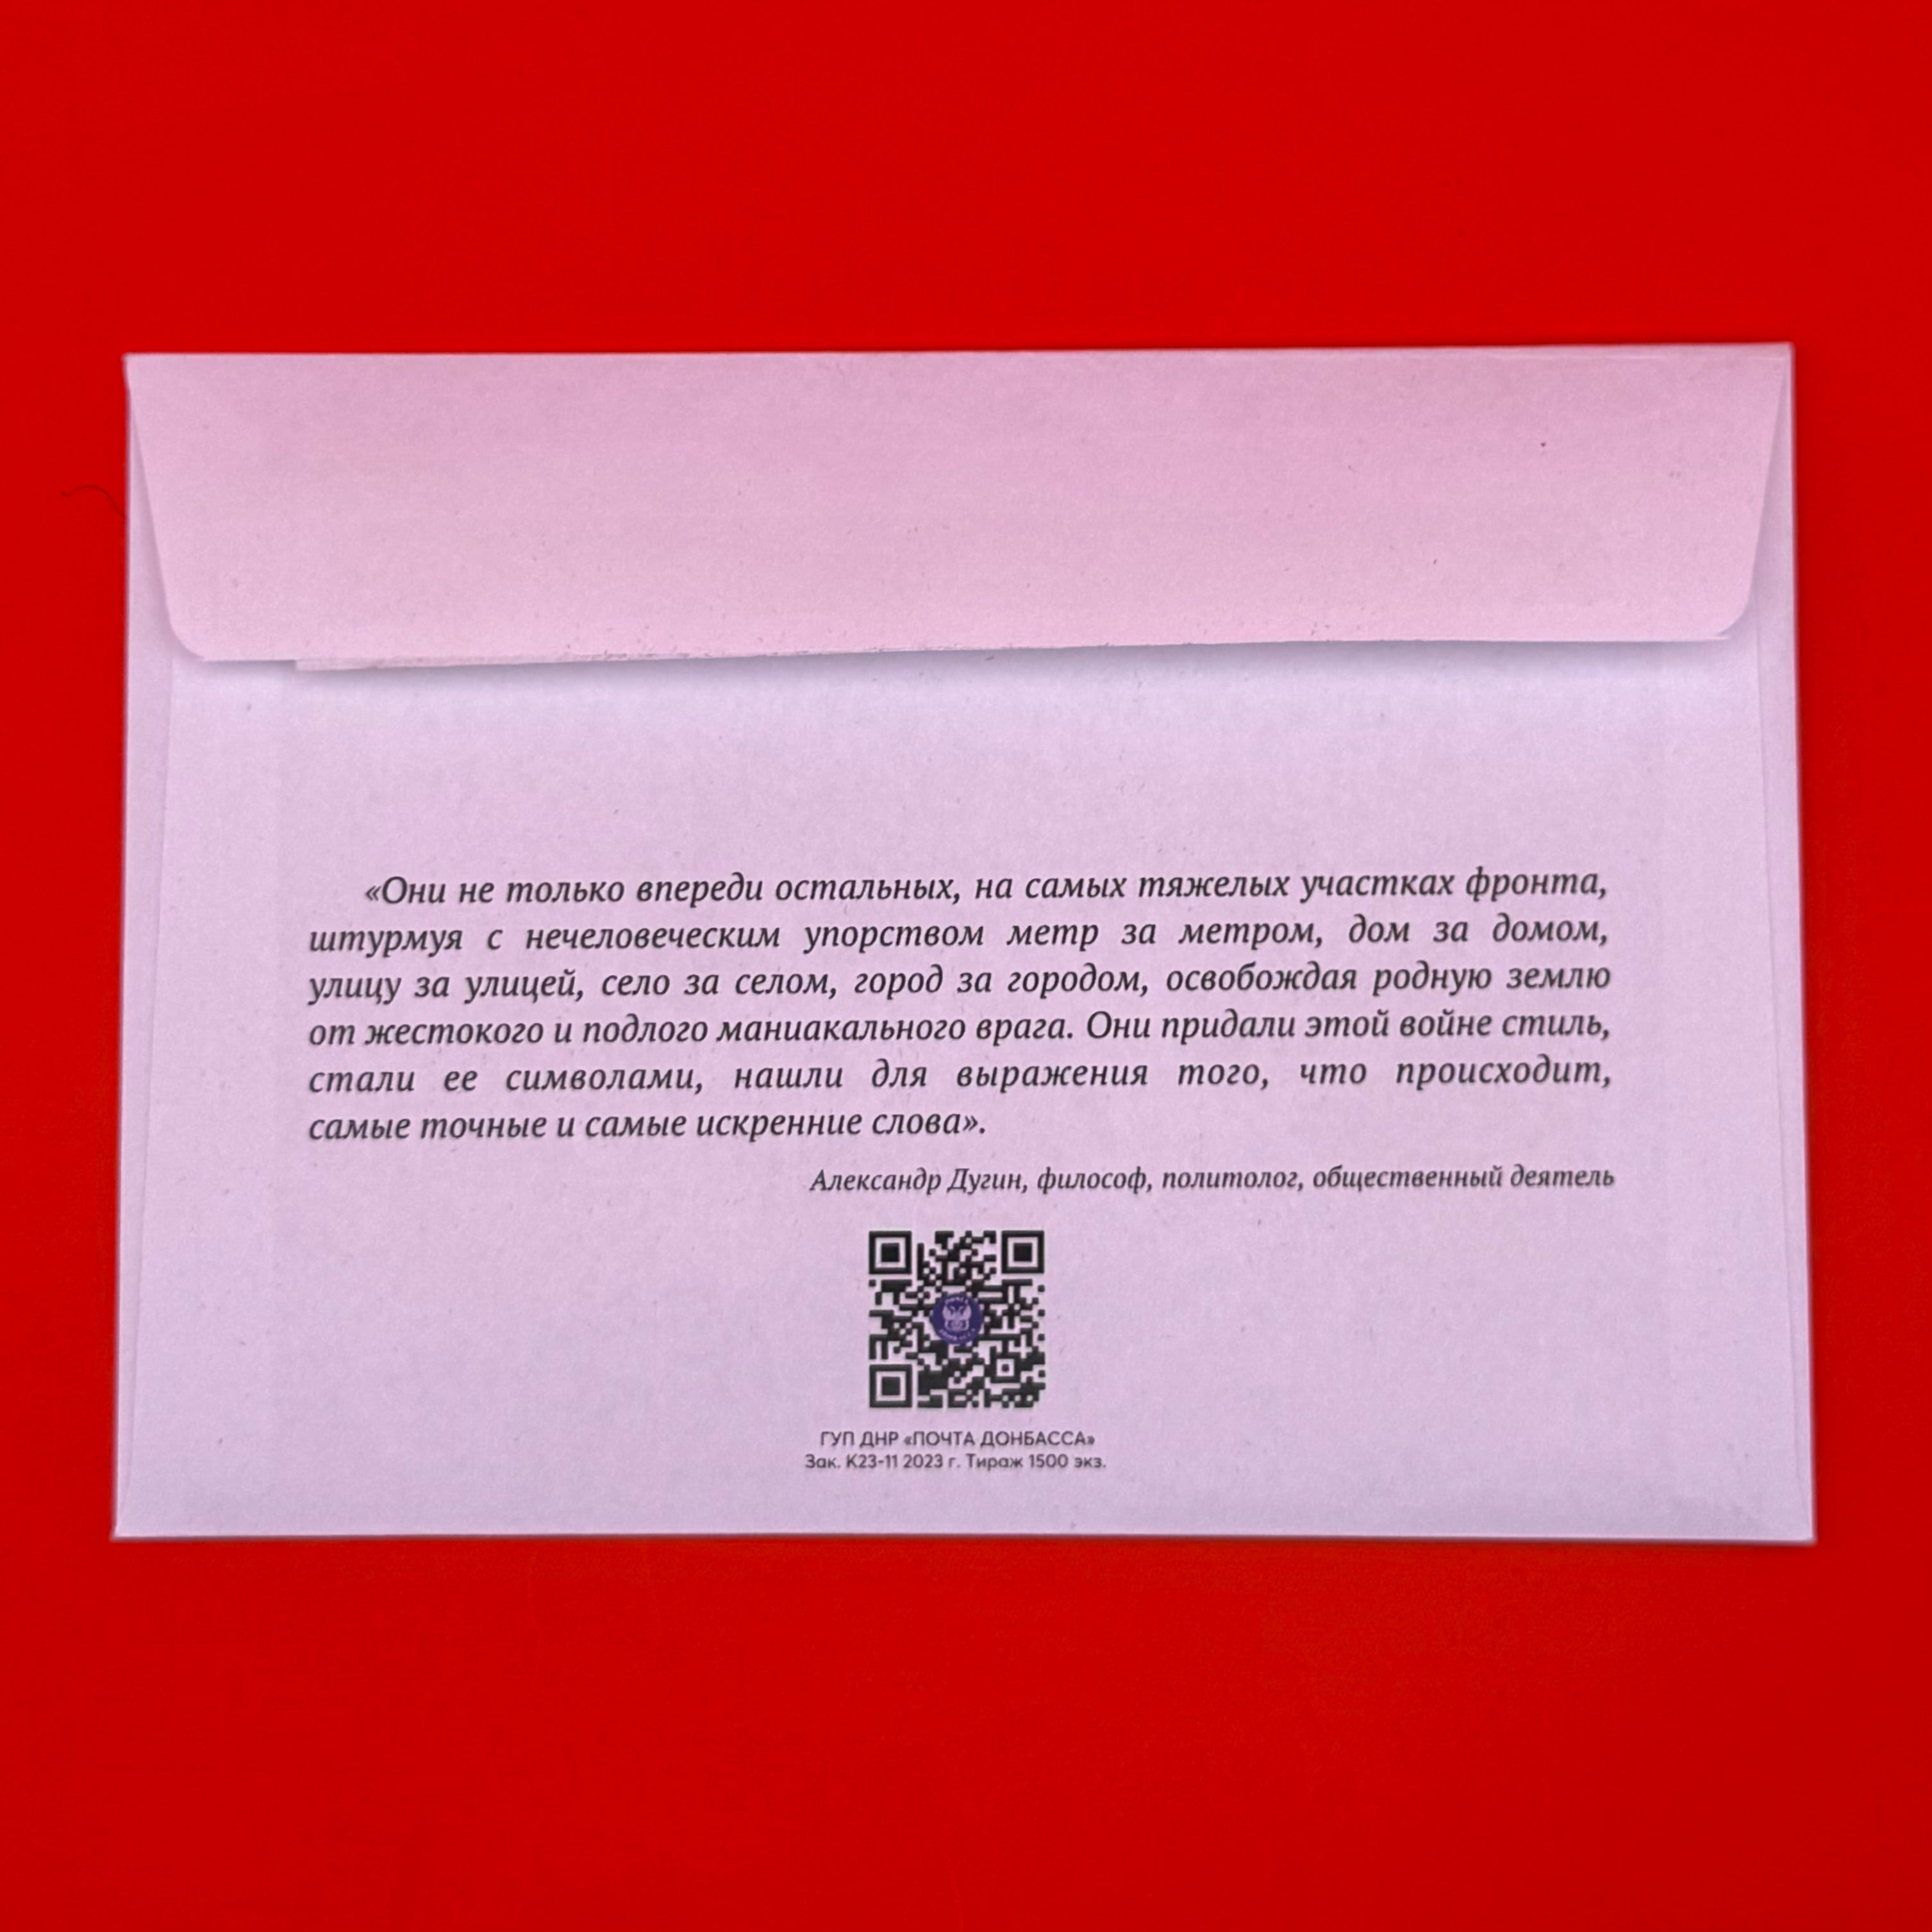 «Они не только впереди остальных, на самых тяжелых участках фронта,
штурмуя с нечеловеческим упорством метр за метром, дом за домом,
улицу за улицей, село за селом, город за городом, освобождая родную землю
от жестокого и подлого маниакального врага. Они придали этой войне стиль,
стали ее символами, нашли для выражения того, что происходит,
самые точные и самые искренние слова».
Александр Дугин, философ, политолог, общественный деятель
ГУП ДНР «ПОЧТА ДОНБАССА»
Зак. К23-11 2023 г. Тираж 1500 экз.